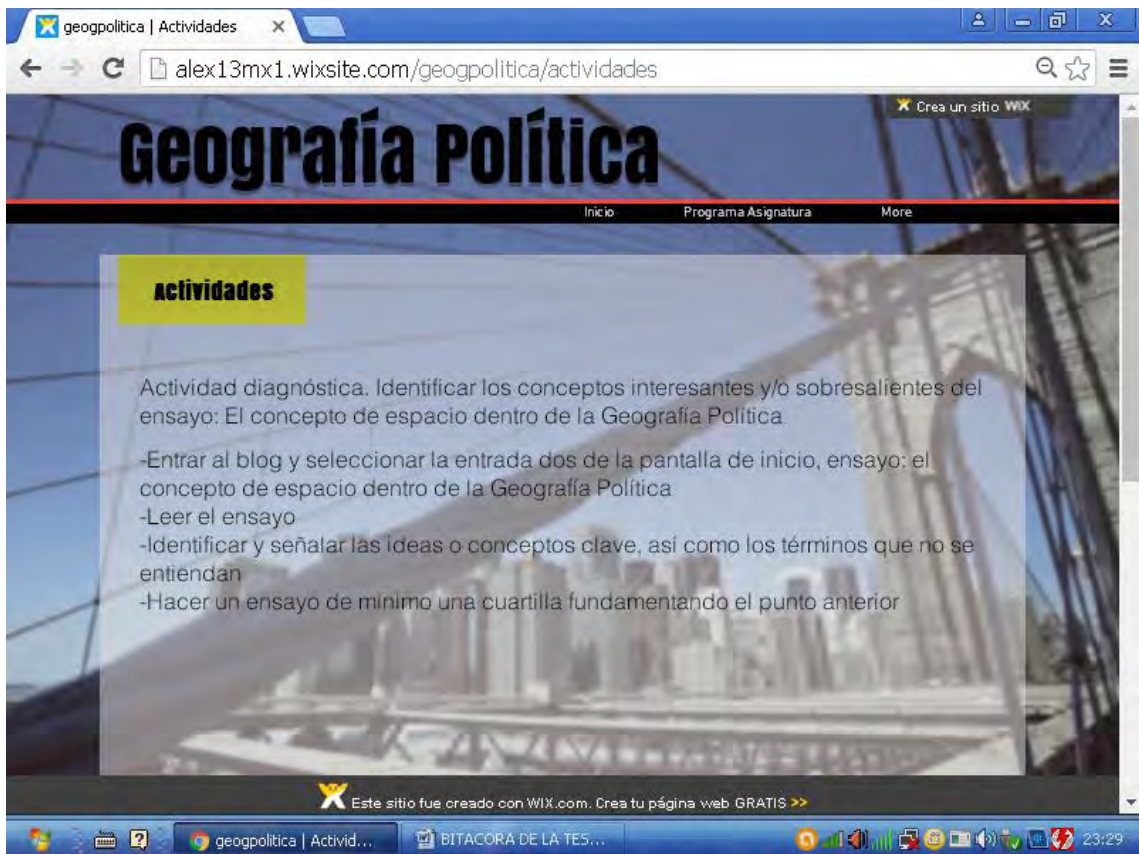 geogpolitica | Actividades
alex13mx1.wixsite.com/geogpolitica/actividades
Crea un sitio WIX
Geografía Política
Inicio Programa Asignatura More
Actividades
Actividad diagnóstica. Identificar los conceptos interesantes y/o sobresalientes del
ensayo: El concepto de espacio dentro de la Geografía Política
-Entrar al blog y seleccionar la entrada dos de la pantalla de inicio, ensayo: el
concepto de espacio dentro de la Geografía Política
-Leer el ensayo
-Identificar y señalar las ideas o conceptos clave, así como los términos que no se
entiendan
-Hacer un ensayo de mínimo una cuartilla fundamentando el punto anterior
Este sitio fue creado con WIX.com. Crea tu página web GRATIS >>
geogpolitica | Activid... BITACORA DE LA TES... 23:29